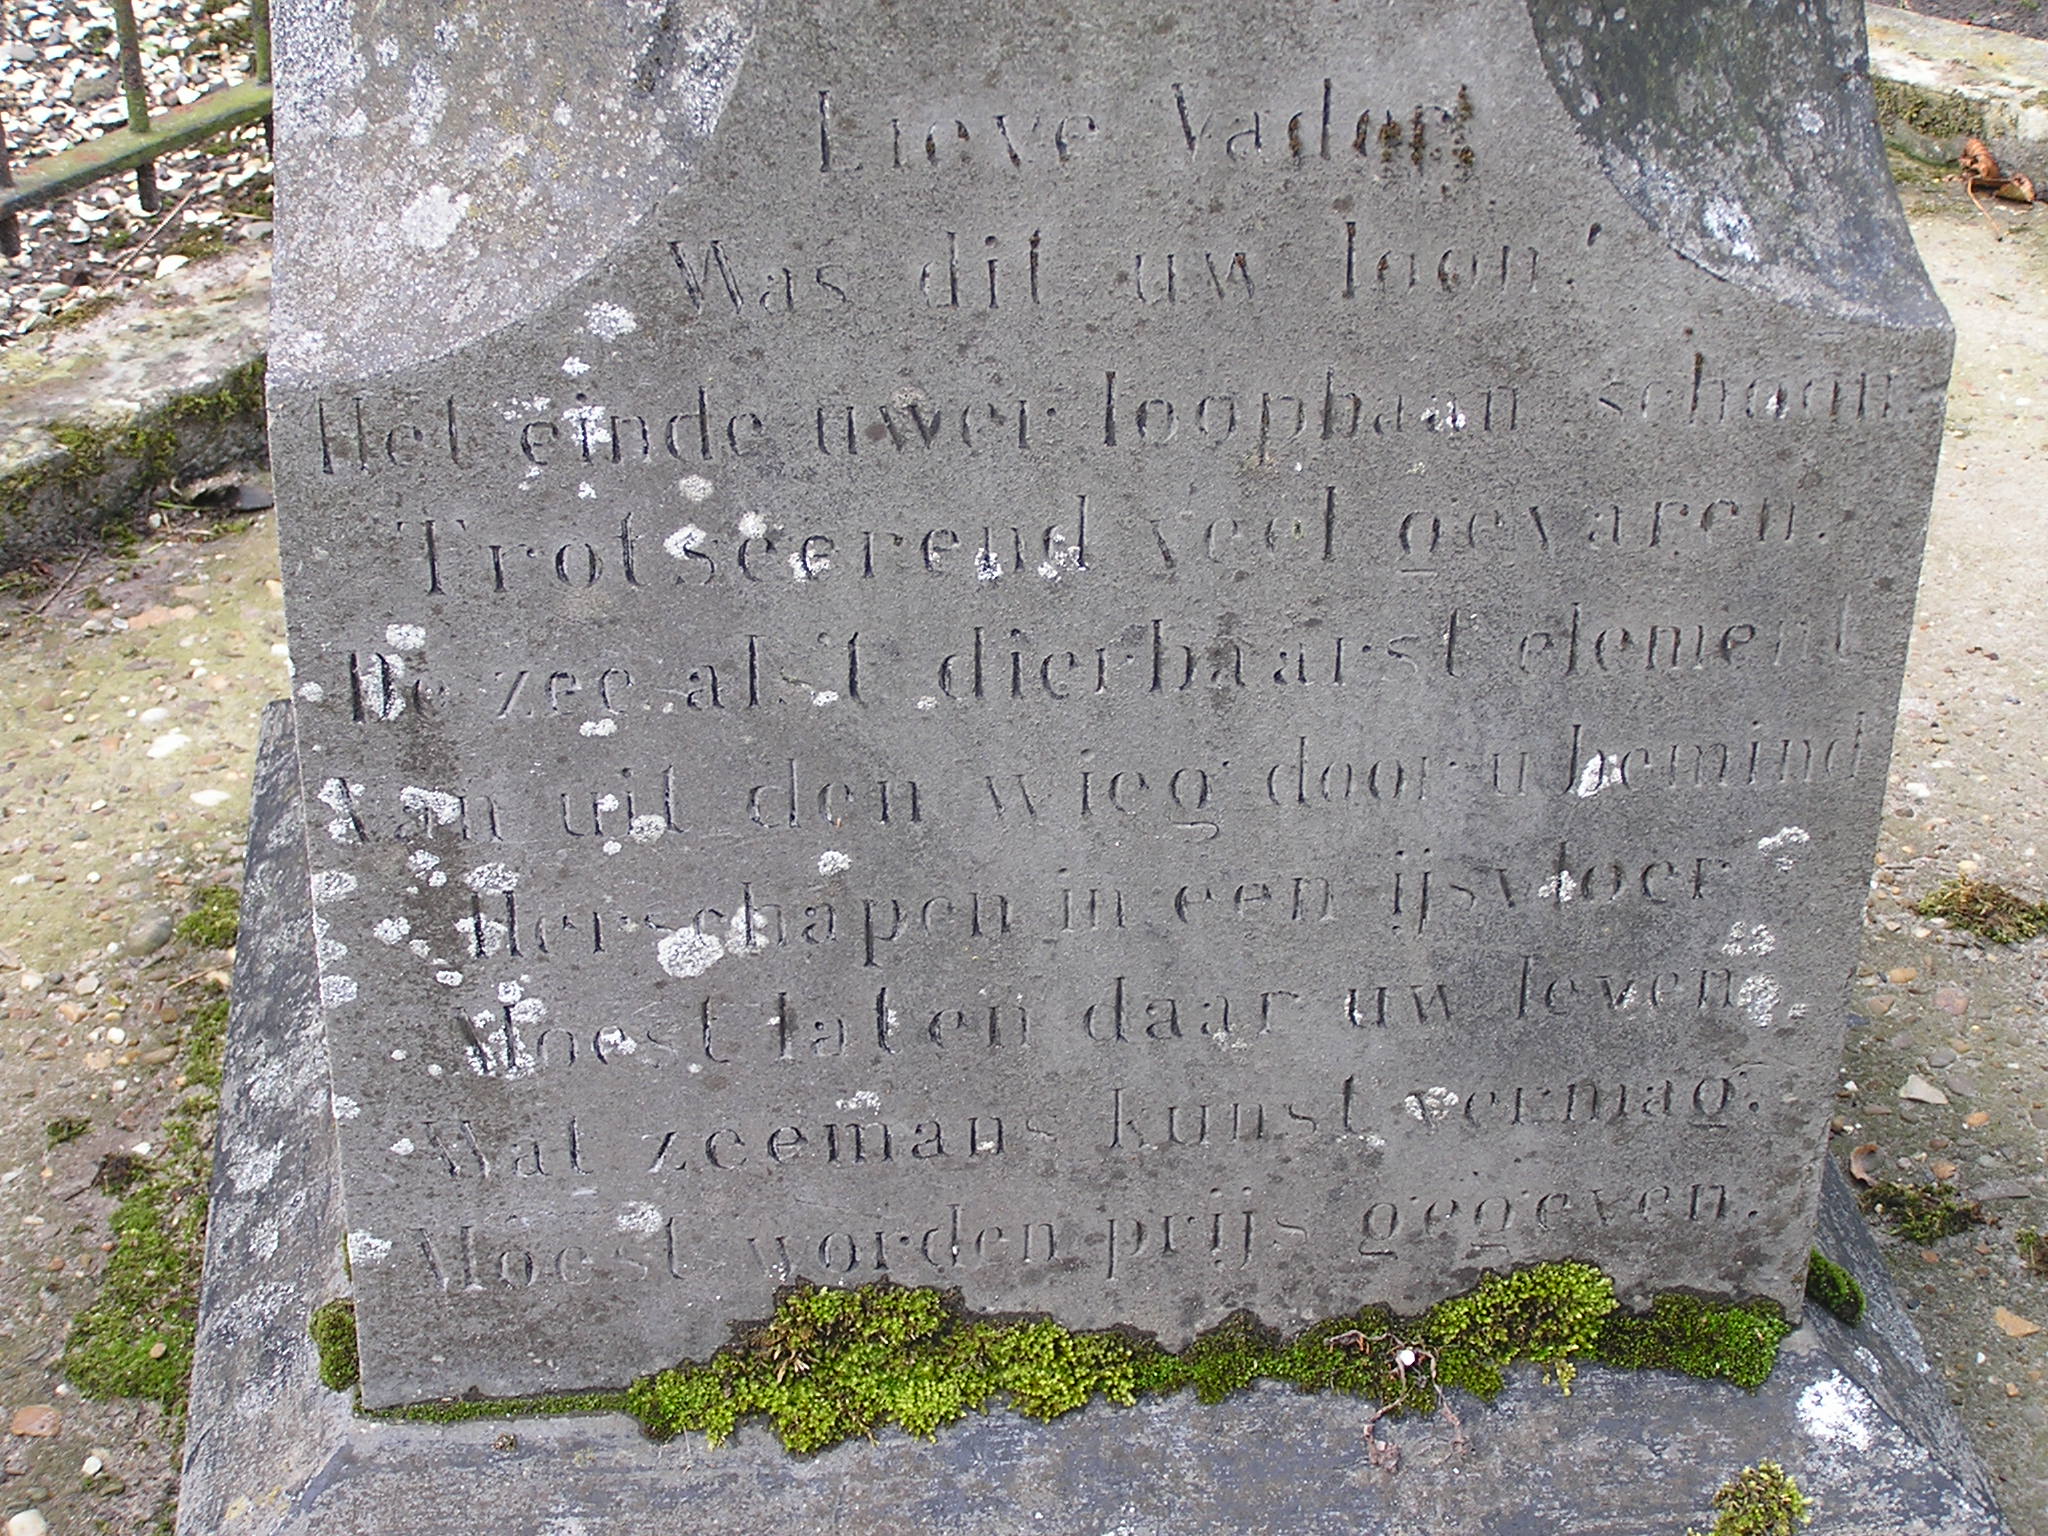 Lieve Vader!
Was dit uw loon!
Het einde uwer loopbaan schoon
Trotseerend veel gevaren.
De zee als 't dierbaarst element
Van uit den wieg door u bemind
Herschapen in een ijsvloer
Moest laten daar uw leven.
Wat zeemans kunst vermag:
Moest worden prijs gegeven.